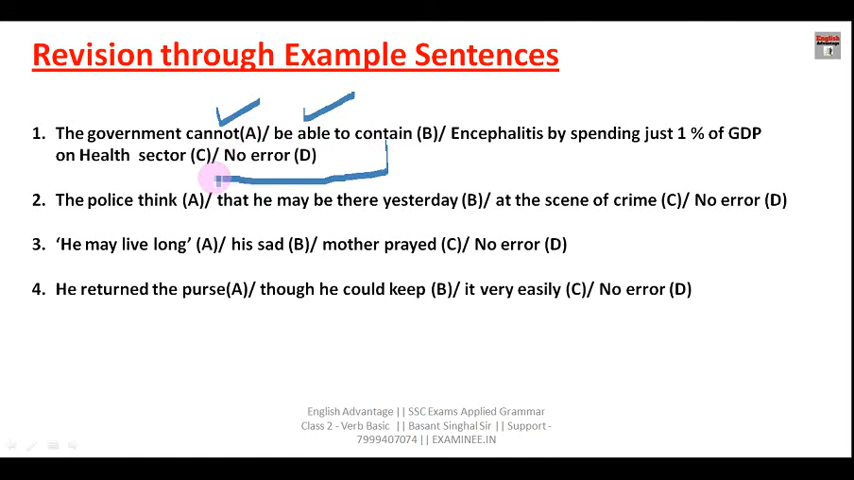 Revision through Example Sentences
English
Advantage
1. The government cannot(A)/ be able to contain (B)/ Encephalitis by spending just 1 % of GDP
on Health sector (C)/ No error (D)
2. The police think (A)/ that he may be there yesterday (B)/ at the scene of crime (C)/ No error (D)
3. ‘He may live long’ (A)/ his sad (B)/ mother prayed (C)/ No error (D)
4. He returned the purse(A)/ though he could keep (B)/ it very easily (C)/ No error (D)
English Advantage || SSC Exams Applied Grammar
Class 2 - Verb Basic || Basant Singhal Sir || Support -
7999407074 || EXAMINEE.IN